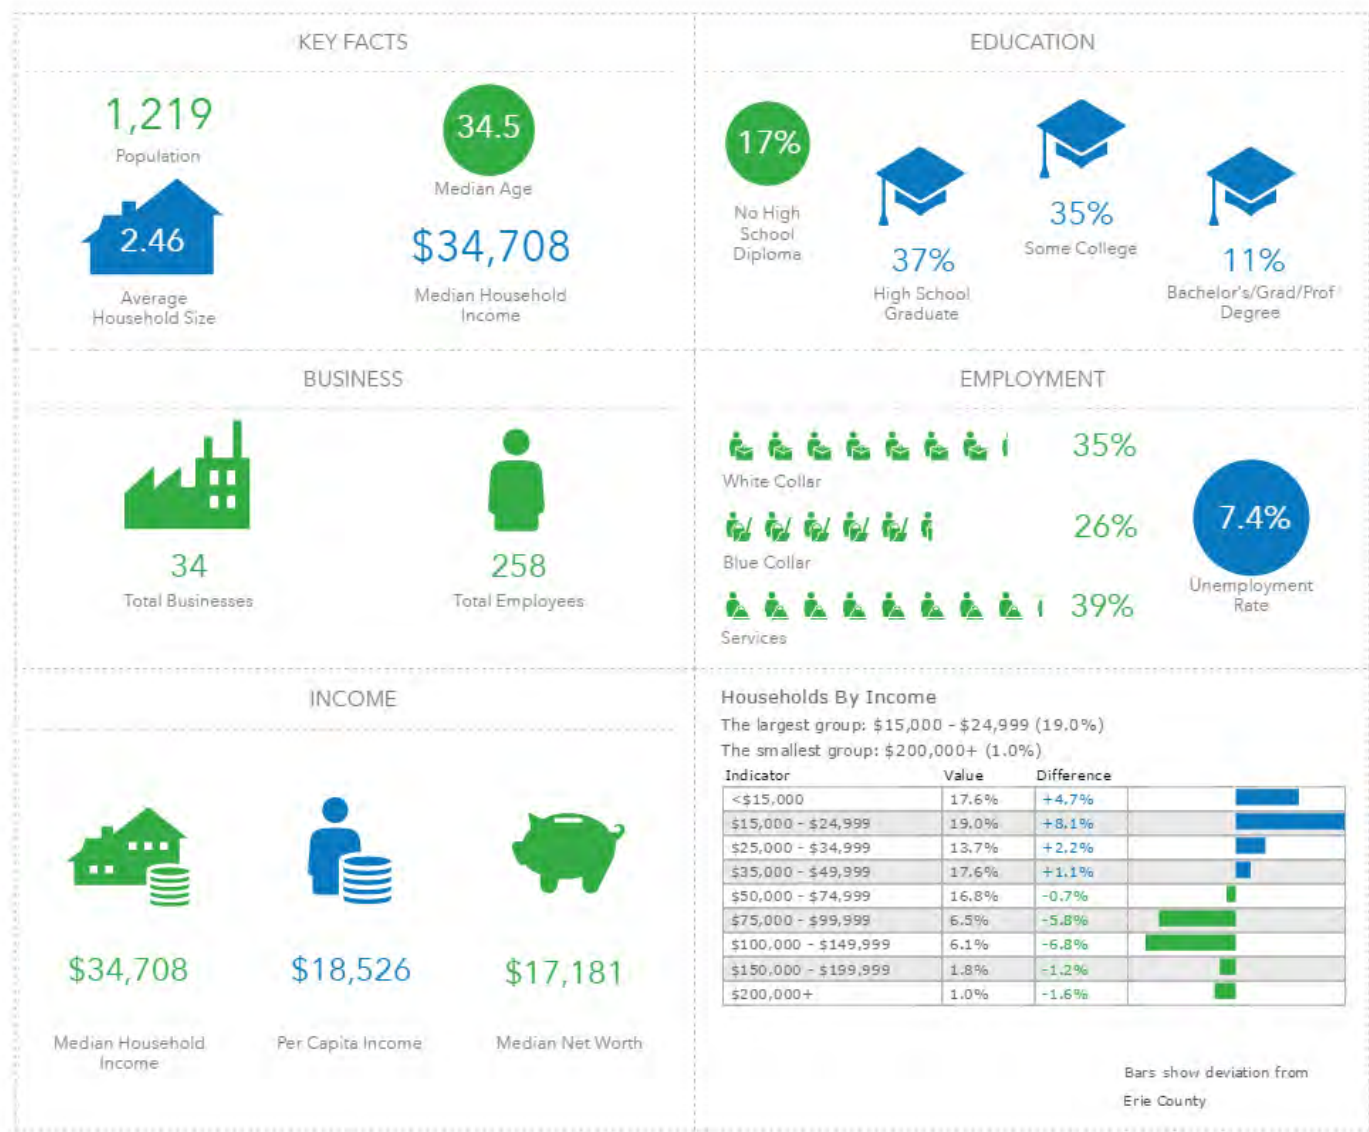 KEY FACTS
1,219
Population
34.5
Median Age
2.46
Average
Household Size
$34,708
Median Household
Income
EDUCATION
17%
No High
School
Diploma
37%
High School
Graduate
35%
Some College
11%
Bachelor's/Grad/Prof
Degree
BUSINESS
34
Total Businesses
258
Total Employees
EMPLOYMENT
35%
White Collar
26%
Blue Collar
39%
Services
7.4%
Unemployment
Rate
INCOME
$34,708
Median Household
Income
$18,526
Per Capita Income
$17,181
Median Net Worth
Households By Income
The largest group: $15,000 - $24,999 (19.0%)
The smallest group: $200,000+ (1.0%)
Indicator Value Difference
<$15,000 17.6% +4.7%
$15,000 - $24,999 19.0% +8.1%
$25,000 - $34,999 13.7% +2.2%
$35,000 - $49,999 17.6% +1.1%
$50,000 - $74,999 16.8% -0.7%
$75,000 - $99,999 6.5% -5.8%
$100,000 - $149,999 6.1% -6.8%
$150,000 - $199,999 1.8% -1.2%
$200,000+ 1.0% -1.6%
Bars show deviation from
Erie County